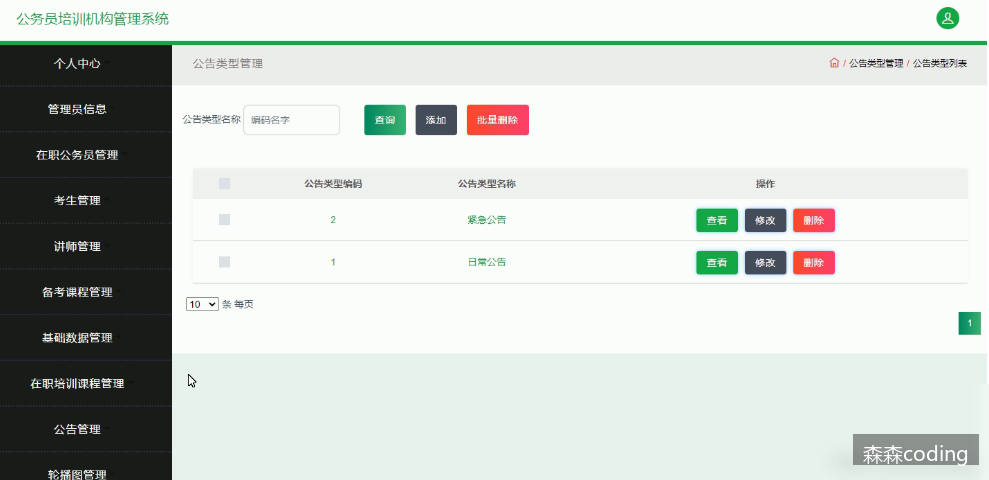 公务员培训机构管理系统
个人中心
管理员信息
在职公务员管理
考生管理
讲师管理
备考课程管理
基础数据管理
在职培训课程管理
公告管理
轮播图管理
公告类型管理
/ 公告类型管理 / 公告类型列表
公告类型名称 编码名字 查询 添加 批量删除
公告类型编码 公告类型名称 操作
2 紧急公告 查看 修改 删除
1 日常公告 查看 修改 删除
10 条 每页
1
森森coding